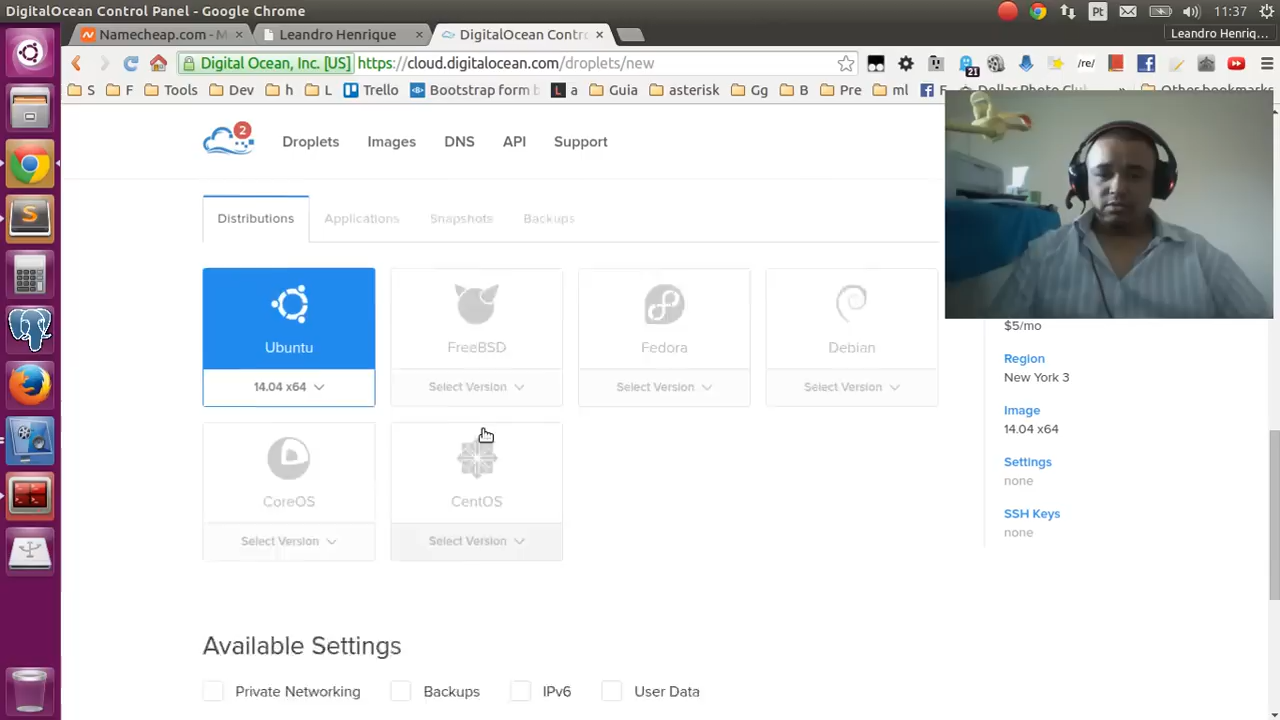 DigitalOcean Control Panel - Google Chrome
Pt
11:37
Namecheap.com - M
Leandro Henrique
DigitalOcean Contro
Leandro Henriq...
Digital Ocean, Inc. [US]
https://cloud.digitalocean.com/droplets/new
21
/re/
S
F
Tools
Dev
h
L
Trello
Bootstrap form b
a
Guia
asterisk
Gg
B
Pre
ml
2
Droplets
Images
DNS
API
Support
Distributions
Applications
Snapshots
Backups
Ubuntu
FreeBSD
Fedora
Debian
14.04 x64
Select Version
Select Version
Select Version
CoreOS
CentOS
Select Version
Select Version
$5/mo
Region
New York 3
Image
14.04 x64
Settings
none
SSH Keys
none
Available Settings
Private Networking
Backups
IPv6
User Data